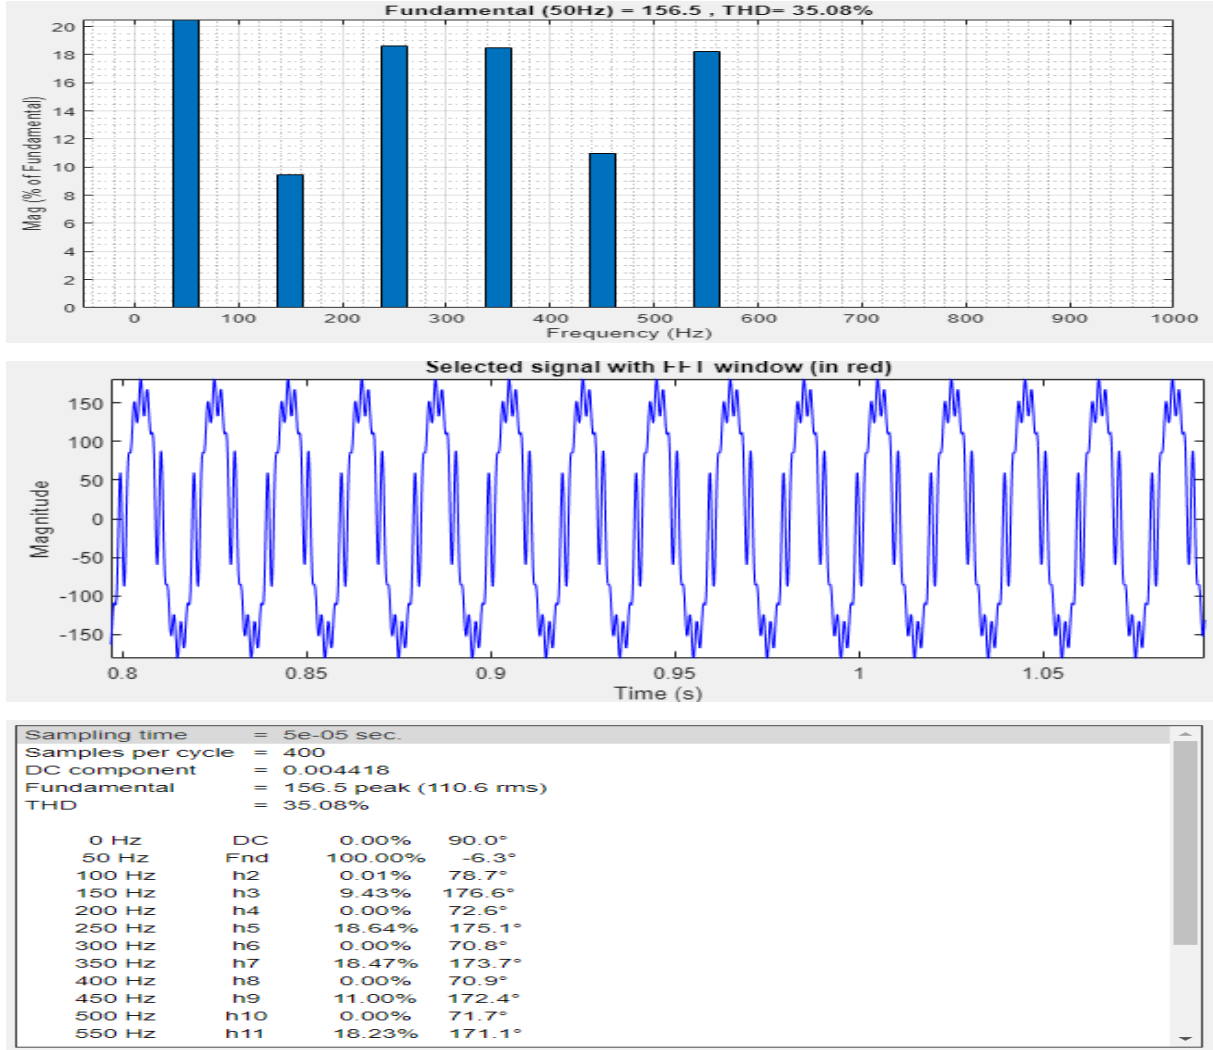 Fundamental (50Hz) = 156.5 , THD= 35.08%
Mag (% of Fundamental)
20
18
16
14
12
10
8
6
4
2
0
0 100 200 300 400 500 600 700 800 900 1000
Frequency (Hz)
Selected signal with FFT window (in red)
Magnitude
150
100
50
0
-50
-100
-150
0.8 0.85 0.9 0.95 1 1.05
Time (s)
Sampling time = 5e-05 sec.
Samples per cycle = 400
DC component = 0.004418
Fundamental = 156.5 peak (110.6 rms)
THD = 35.08%
0 Hz DC 0.00% 90.0°
50 Hz Fnd 100.00% -6.3°
100 Hz h2 0.01% 78.7°
150 Hz h3 9.43% 176.6°
200 Hz h4 0.00% 72.6°
250 Hz h5 18.64% 175.1°
300 Hz h6 0.00% 70.8°
350 Hz h7 18.47% 173.7°
400 Hz h8 0.00% 70.9°
450 Hz h9 11.00% 172.4°
500 Hz h10 0.00% 71.7°
550 Hz h11 18.23% 171.1°